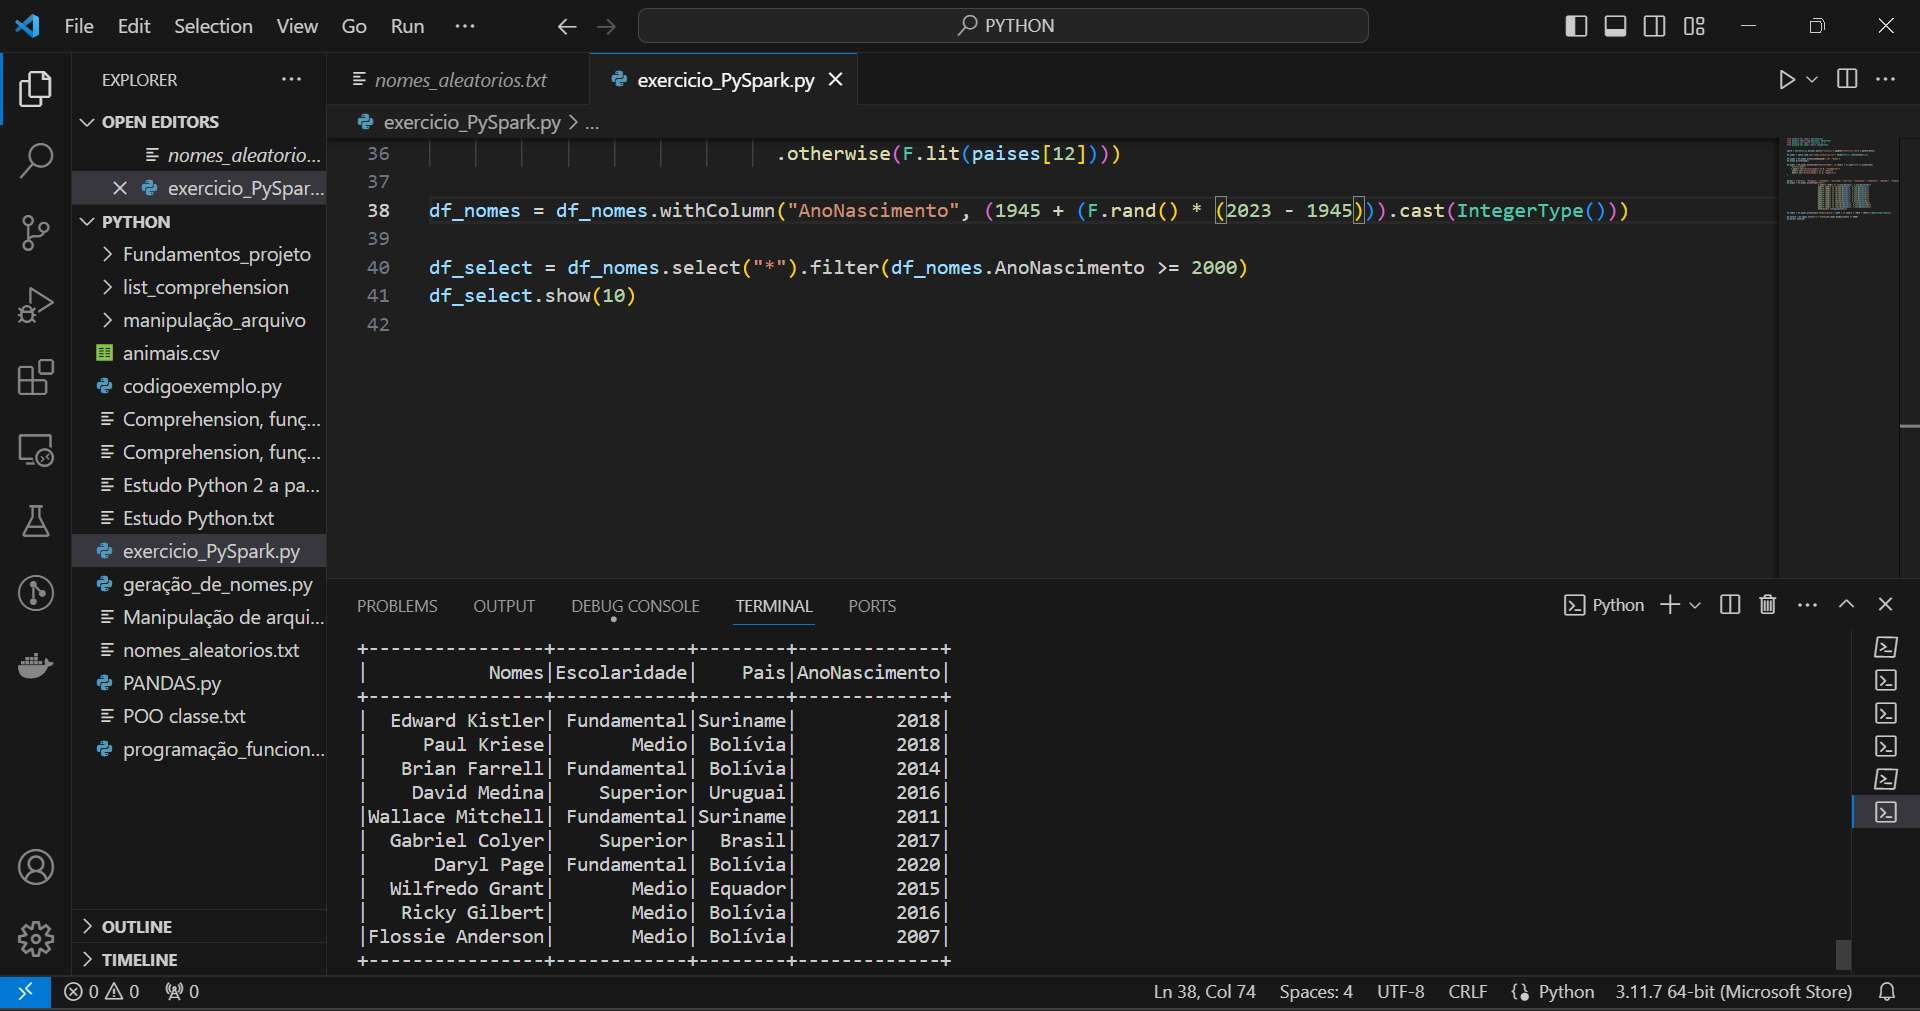 File Edit Selection View Go Run ···
PYTHON
EXPLORER ···
OPEN EDITORS
nomes_aleatorio...
exercicio_PySpar...
PYTHON
Fundamentos_projeto
list_comprehension
manipulação_arquivo
animais.csv
codigoexemplo.py
Comprehension, funç...
Comprehension, funç...
Estudo Python 2 a pa...
Estudo Python.txt
exercicio_PySpark.py
geração_de_nomes.py
Manipulação de arqui...
nomes_aleatorios.txt
PANDAS.py
POO classe.txt
programação_funcion...
OUTLINE
TIMELINE
nomes_aleatorios.txt
exercicio_PySpark.py
exercicio_PySpark.py > ...
36 .otherwise(F.lit(paises[12])))
37
38 df_nomes = df_nomes.withColumn("AnoNascimento", (1945 + (F.rand() * (2023 - 1945))).cast(IntegerType()))
39
40 df_select = df_nomes.select("*").filter(df_nomes.AnoNascimento >= 2000)
41 df_select.show(10)
42
PROBLEMS OUTPUT DEBUG CONSOLE TERMINAL PORTS
Python
+----------------+------------+--------+-------------+
|           Nomes|Escolaridade|    Pais|AnoNascimento|
+----------------+------------+--------+-------------+
|  Edward Kistler| Fundamental|Suriname|         2018|
|     Paul Kriese|       Medio| Bolívia|         2018|
|   Brian Farrell| Fundamental| Bolívia|         2014|
|    David Medina|    Superior| Uruguai|         2016|
|Wallace Mitchell| Fundamental|Suriname|         2011|
|  Gabriel Colyer|    Superior|  Brasil|         2017|
|      Daryl Page| Fundamental| Bolívia|         2020|
|  Wilfredo Grant|       Medio| Equador|         2015|
|   Ricky Gilbert|       Medio| Bolívia|         2016|
|Flossie Anderson|       Medio| Bolívia|         2007|
+----------------+------------+--------+-------------+
0 0 0
Ln 38, Col 74 Spaces: 4 UTF-8 CRLF Python 3.11.7 64-bit (Microsoft Store)